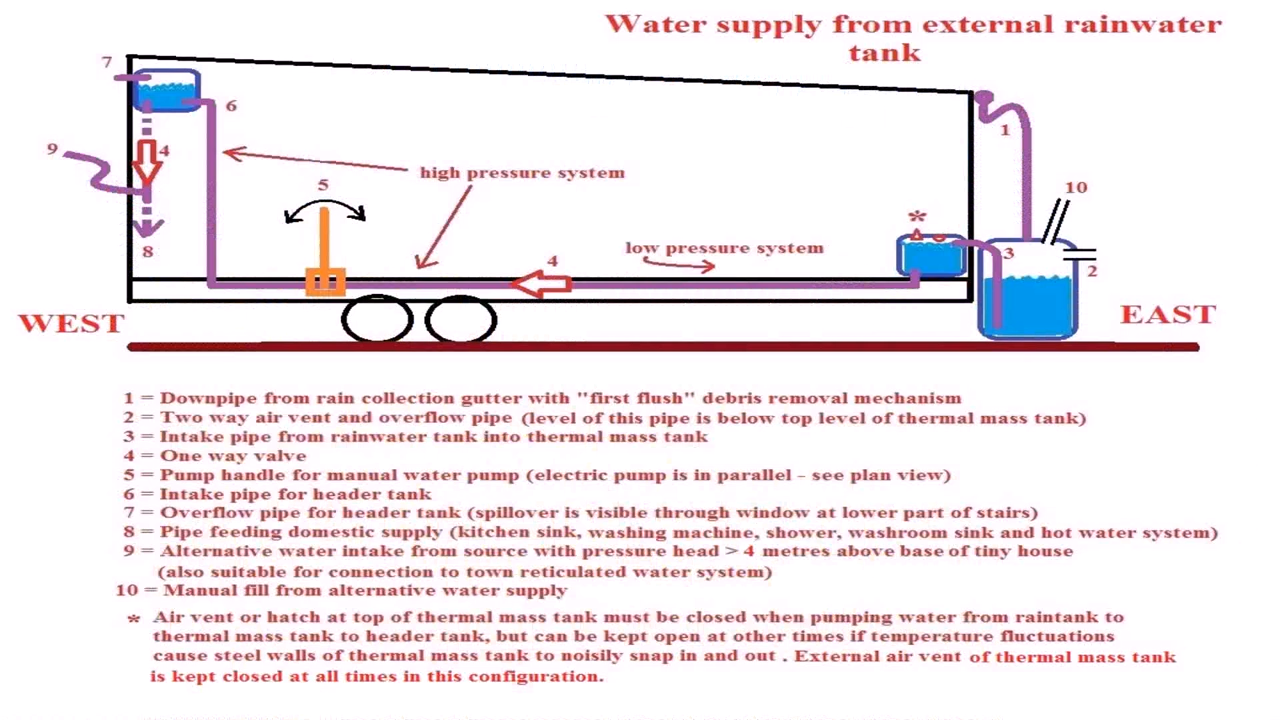 Water supply from external rainwater
tank
7
6
1
9
4
5
high pressure system
10
*
low pressure system
8
4
3
2
WEST
EAST
1 = Downpipe from rain collection gutter with "first flush" debris removal mechanism
2 = Two way air vent and overflow pipe (level of this pipe is below top level of thermal mass tank)
3 = Intake pipe from rainwater tank into thermal mass tank
4 = One way valve
5 = Pump handle for manual water pump (electric pump is in parallel - see plan view)
6 = Intake pipe for header tank
7 = Overflow pipe for header tank (spillover is visible through window at lower part of stairs)
8 = Pipe feeding domestic supply (kitchen sink, washing machine, shower, washroom sink and hot water system)
9 = Alternative water intake from source with pressure head > 4 metres above base of tiny house
(also suitable for connection to town reticulated water system)
10 = Manual fill from alternative water supply
* Air vent or hatch at top of thermal mass tank must be closed when pumping water from raintank to
thermal mass tank to header tank, but can be kept open at other times if temperature fluctuations
cause steel walls of thermal mass tank to noisily snap in and out . External air vent of thermal mass tank
is kept closed at all times in this configuration.